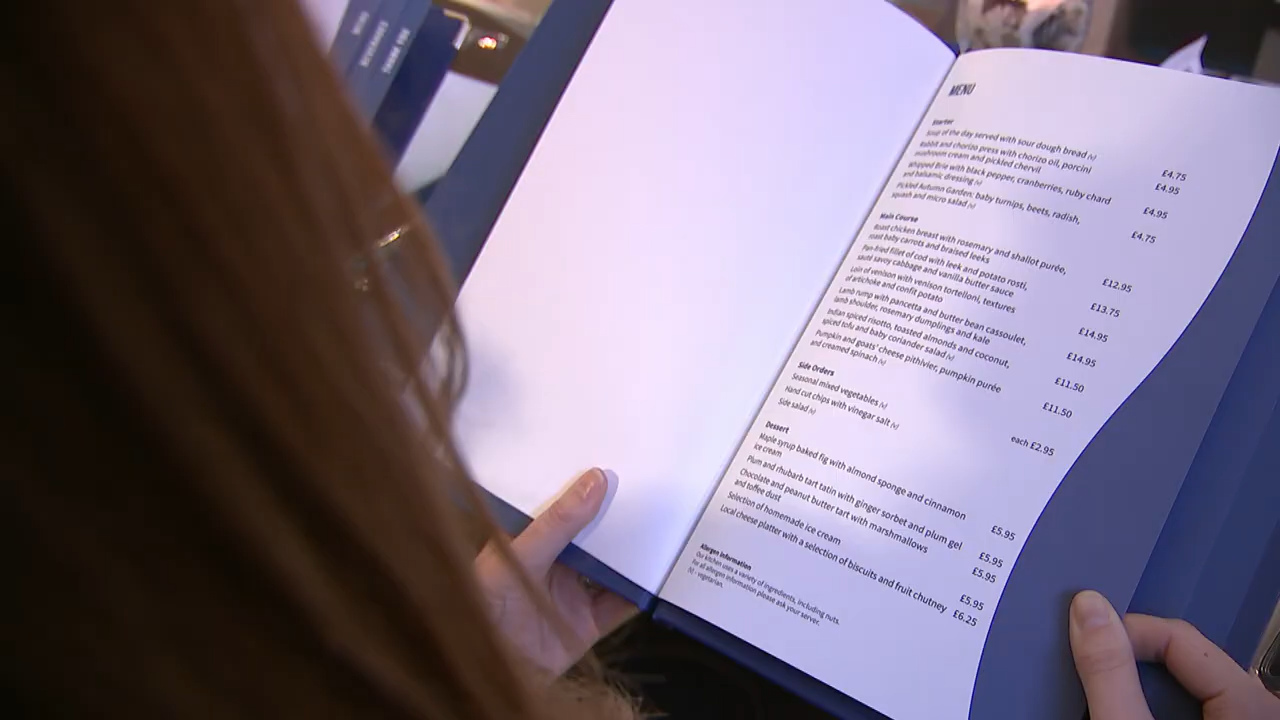 WINE
BEVERAGES
THANK YOU
MENU
Starter
Soup of the day served with sour dough bread (v) £4.75
Rabbit and chorizo press with chorizo oil, porcini £4.95
mushroom cream and pickled chervil
Whipped Brie with black pepper, cranberries, ruby chard £4.95
and balsamic dressing (v)
Pickled Autumn Garden: baby turnips, beets, radish, £4.75
squash and micro salad (v)
Main Course
Roast chicken breast with rosemary and shallot purée, £12.95
roast baby carrots and braised leeks
Pan-fried fillet of cod with leek and potato rosti, £13.75
sauté savoy cabbage and vanilla butter sauce
Loin of venison with venison tortelloni, textures £14.95
of artichoke and confit potato
Lamb rump with pancetta and butter bean cassoulet, £14.95
lamb shoulder, rosemary dumplings and kale
Indian spiced risotto, toasted almonds and coconut, £11.50
spiced tofu and baby coriander salad (v)
Pumpkin and goats' cheese pithivier, pumpkin purée £11.50
and creamed spinach (v)
Side Orders
Seasonal mixed vegetables (v)
Hand cut chips with vinegar salt (v)
Side salad (v) each £2.95
Dessert
Maple syrup baked fig with almond sponge and cinnamon £5.95
ice cream
Plum and rhubarb tart tatin with ginger sorbet and plum gel £5.95
Chocolate and peanut butter tart with marshmallows £5.95
and toffee dust
Selection of homemade ice cream £5.95
Local cheese platter with a selection of biscuits and fruit chutney £6.25
Allergen Information
Our kitchen uses a variety of ingredients, including nuts.
For all allergen information please ask your server.
(v) - vegetarian.